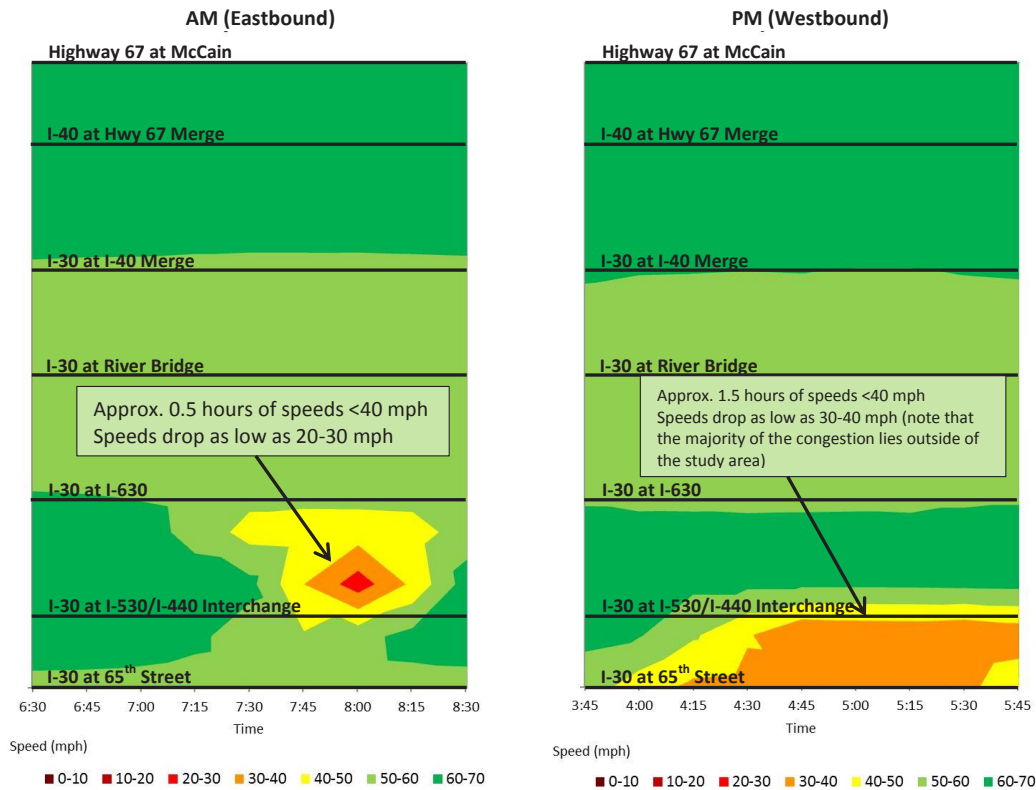 AM (Eastbound)
Highway 67 at McCain
I-40 at Hwy 67 Merge
I-30 at I-40 Merge
I-30 at River Bridge
Approx. 0.5 hours of speeds <40 mph
Speeds drop as low as 20-30 mph
I-30 at I-630
I-30 at I-530/I-440 Interchange
I-30 at 65th Street
6:30 6:45 7:00 7:15 7:30 7:45 8:00 8:15 8:30
Time
Speed (mph)
0-10 10-20 20-30 30-40 40-50 50-60 60-70
PM (Westbound)
Highway 67 at McCain
I-40 at Hwy 67 Merge
I-30 at I-40 Merge
I-30 at River Bridge
Approx. 1.5 hours of speeds <40 mph
Speeds drop as low as 30-40 mph (note that
the majority of the congestion lies outside of
the study area)
I-30 at I-630
I-30 at I-530/I-440 Interchange
I-30 at 65th Street
3:45 4:00 4:15 4:30 4:45 5:00 5:15 5:30 5:45
Time
Speed (mph)
0-10 10-20 20-30 30-40 40-50 50-60 60-70